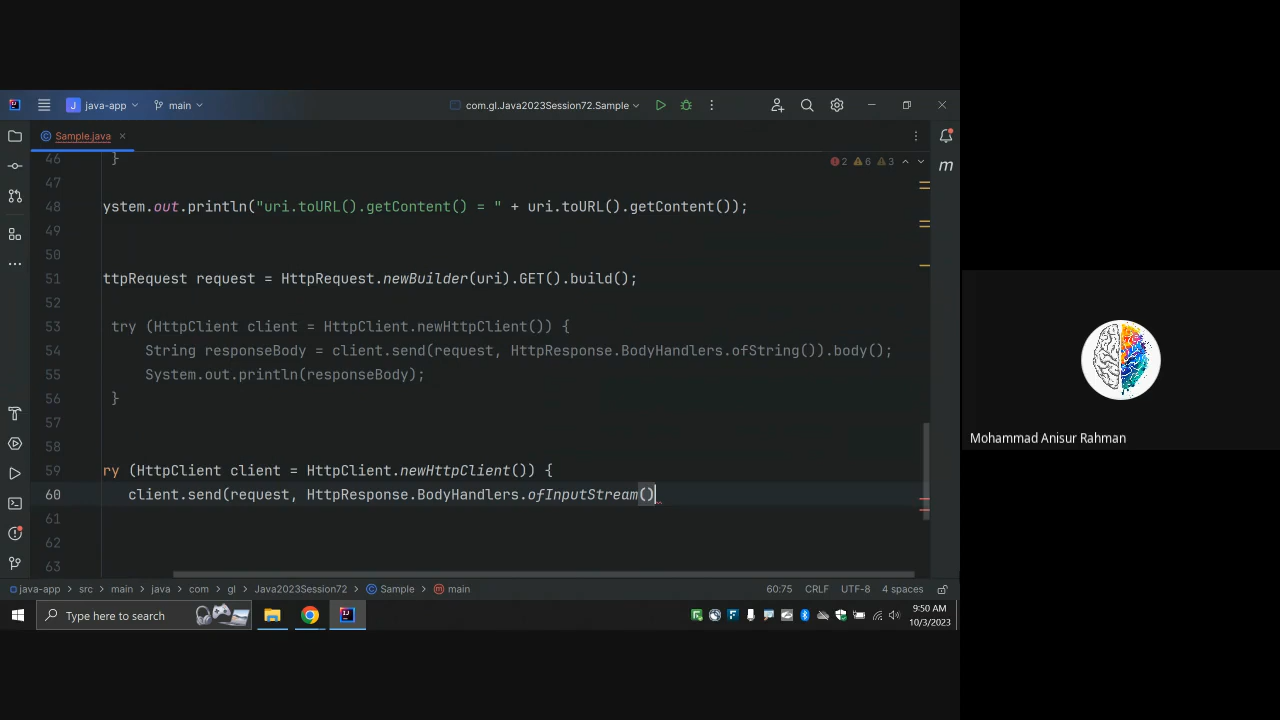 J java-app main com.gl.Java2023Session72.Sample
Sample.java
46 }
2 6 3
47
48 ystem.out.println("uri.toURL().getContent() = " + uri.toURL().getContent());
49
50
51 ttpRequest request = HttpRequest.newBuilder(uri).GET().build();
52
53 try (HttpClient client = HttpClient.newHttpClient()) {
54 String responseBody = client.send(request, HttpResponse.BodyHandlers.ofString()).body();
55 System.out.println(responseBody);
56 }
57
58
59 ry (HttpClient client = HttpClient.newHttpClient()) {
60 client.send(request, HttpResponse.BodyHandlers.ofInputStream()
61
62
63
m
Mohammad Anisur Rahman
java-app > src > main > java > com > gl > Java2023Session72 > Sample > main 60:75 CRLF UTF-8 4 spaces
Type here to search
9:50 AM
10/3/2023